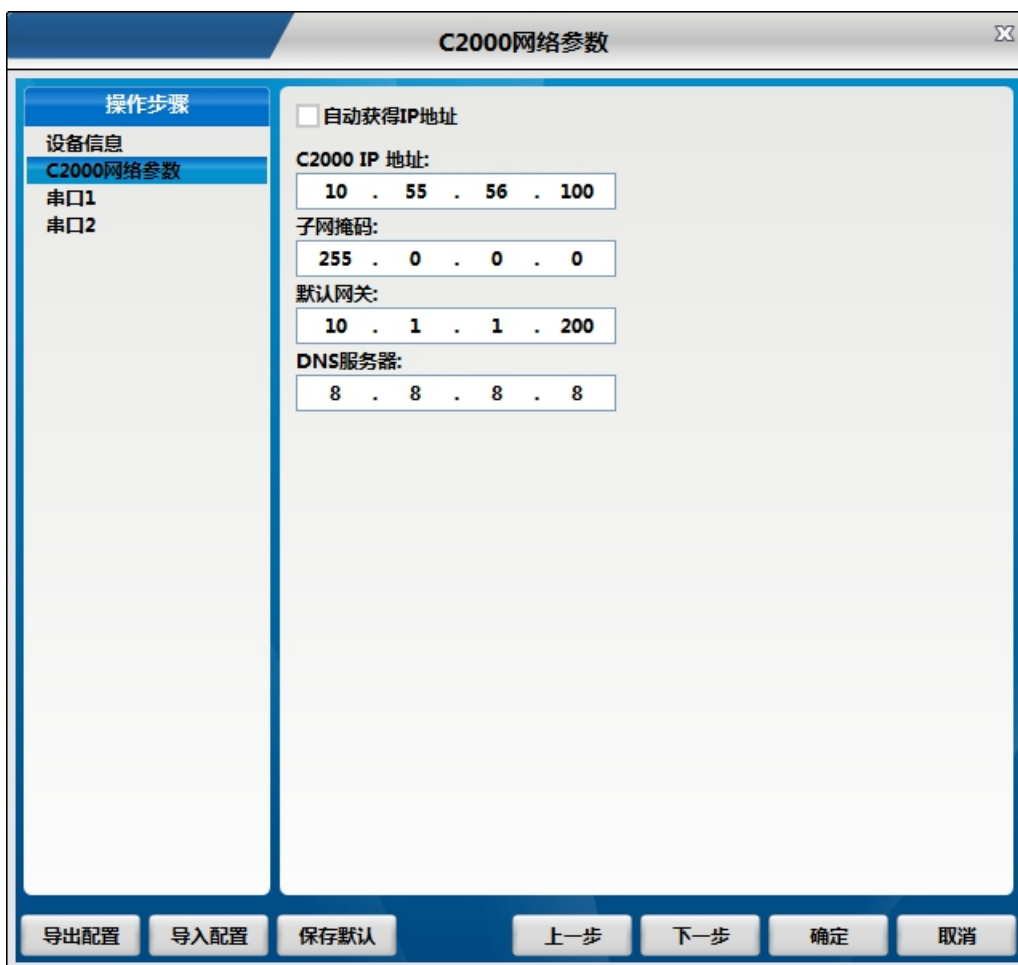 C2000网络参数
操作步骤
设备信息
C2000网络参数
串口1
串口2
自动获得IP地址
C2000 IP 地址:
10 . 55 . 56 . 100
子网掩码:
255 . 0 . 0 . 0
默认网关:
10 . 1 . 1 . 200
DNS服务器:
8 . 8 . 8 . 8
导出配置 导入配置 保存默认 上一步 下一步 确定 取消